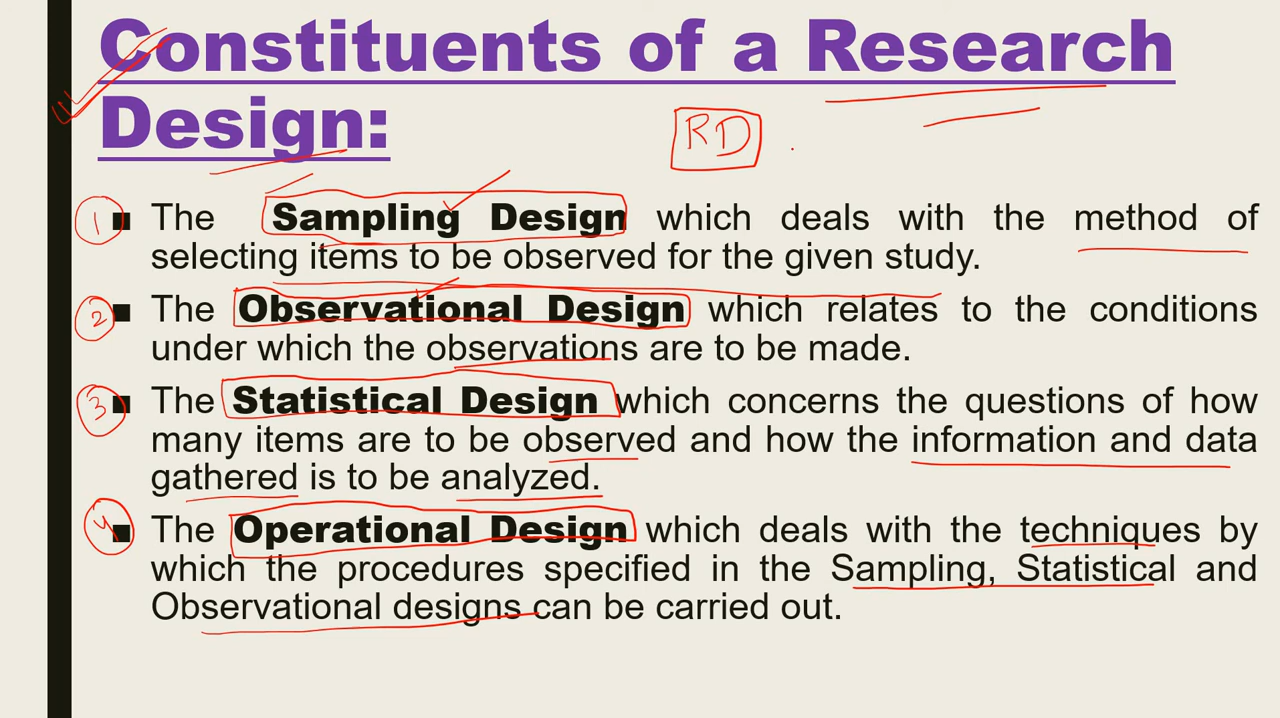 Constituents of a Research
Design:
RD
1 ■ The Sampling Design which deals with the method of
selecting items to be observed for the given study.
2 ■ The Observational Design which relates to the conditions
under which the observations are to be made.
3 ■ The Statistical Design which concerns the questions of how
many items are to be observed and how the information and data
gathered is to be analyzed.
4 ■ The Operational Design which deals with the techniques by
which the procedures specified in the Sampling, Statistical and
Observational designs can be carried out.